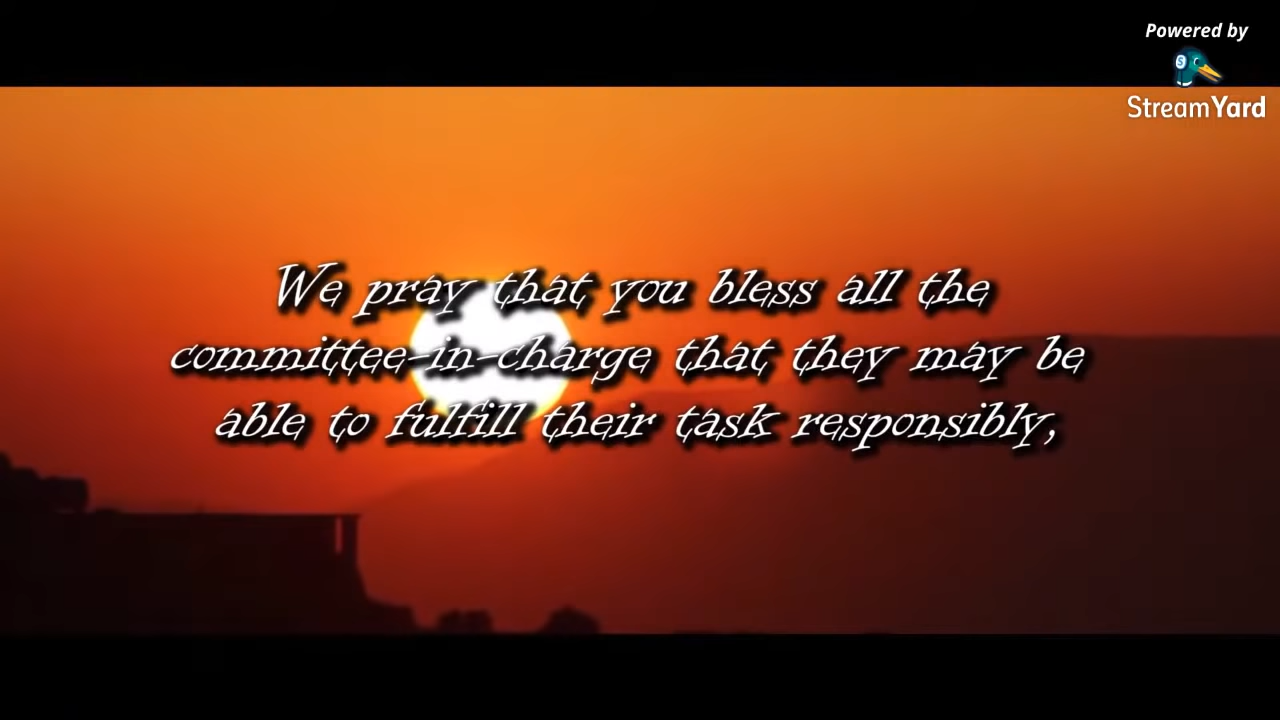 Powered by
StreamYard
We pray that you bless all the
committee-in-charge that they may be
able to fulfill their task responsibly,